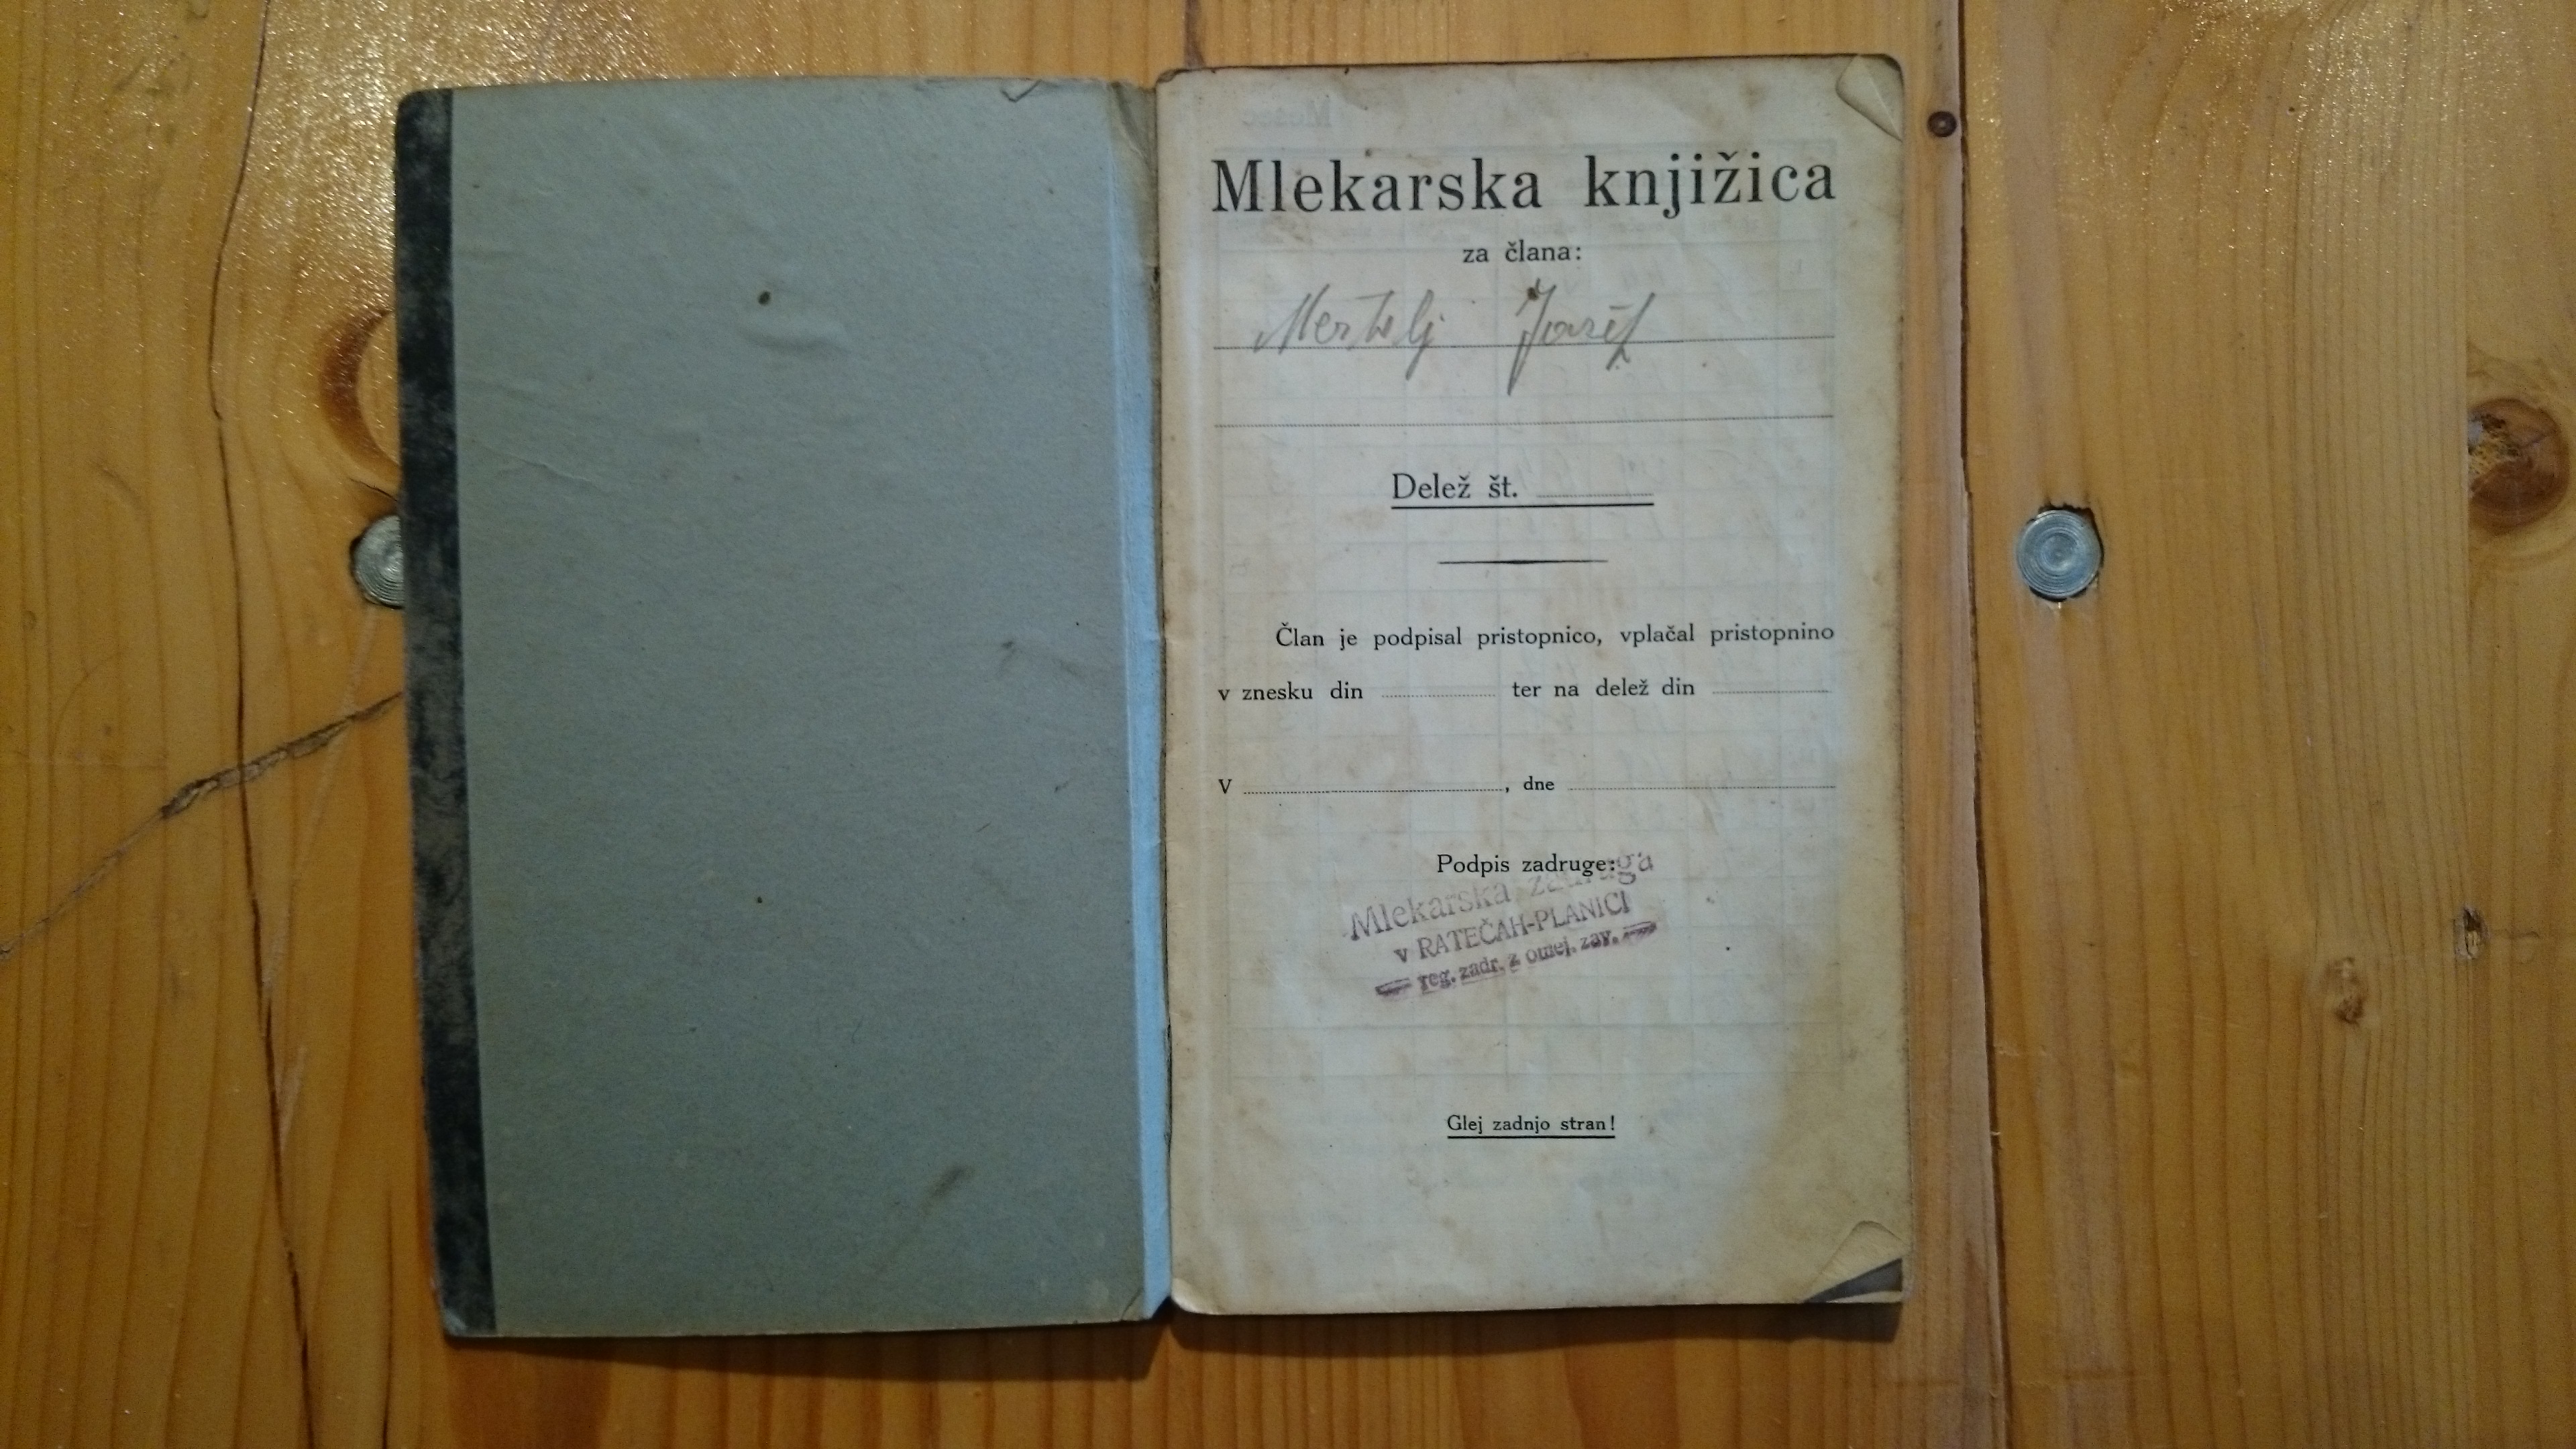 Mlekarska knjižica
za člana:
Mertelj Jožef
Delež št.
Član je podpisal pristopnico, vplačal pristopnino
v znesku din ter na delež din
V , dne
Podpis zadruge:
Mlekarska zadruga
v RATEČAH-PLANICI
reg. zadr. z omej. zav.
Glej zadnjo stran!